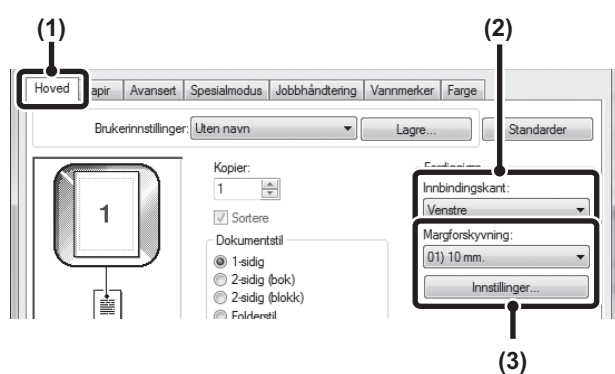 (1)
(2)
Hoved
apir
Avansert
Spesialmodus
Jobbhåndtering
Vannmerker
Farge
Brukerinnstillinger:
Uten navn
Lagre...
Standarder
1
Kopier:
1
Sortere
Dokumentstil
1-sidig
2-sidig (bok)
2-sidig (blokk)
Folderstil
Innbindingskant:
Venstre
Margforskyvning:
01) 10 mm.
Innstillinger...
(3)